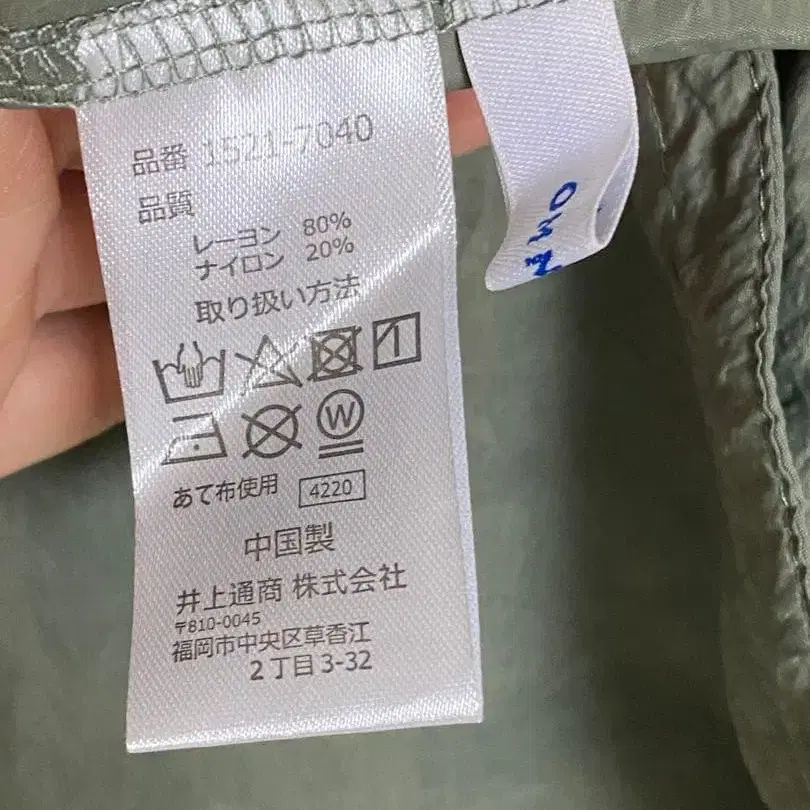 品番 1521-7040
品質
レーヨン 80%
ナイロン 20%
取り扱い方法
W
あて布使用 4220
中国製
井上通商 株式会社
〒810-0045
福岡市中央区草香江
2丁目3-32